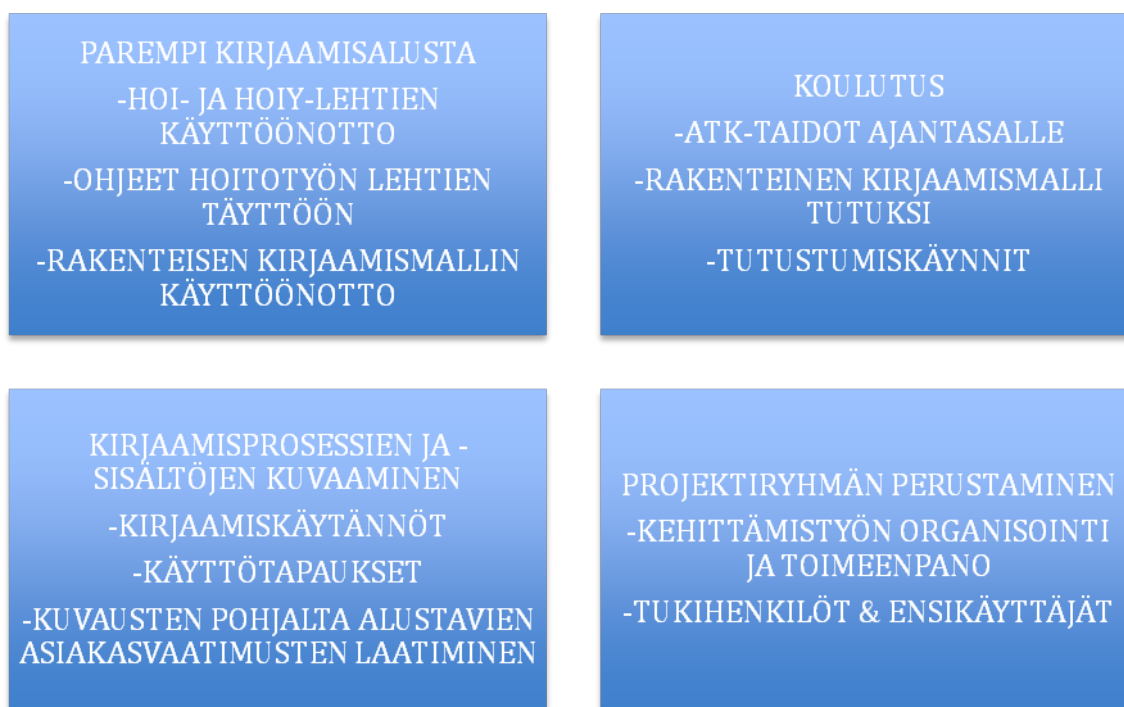 PAREMPI KIRJAAMISALUSTA
-HOI- JA HOIY-LEHTIEN
KÄYTTÖÖNOTTO
-OHJEET HOITOTYÖN LEHTIEN
TÄYTTÖÖN
-RAKENTEISEN KIRJAAMISMALLIN
KÄYTTÖÖNOTTO
KOULUTUS
-ATK-TAIDOT AJANTASALLE
-RAKENTEINEN KIRJAAMISMALLI
TUTUKSI
-TUTUSTUMISKÄYNNIT
KIRJAAMISPROSESSIEN JA -
SISÄLTÖJEN KUVAAMINEN
-KIRJAAMISKÄYTÄNNÖT
-KÄYTTÖTAPAUKSET
-KUVAUSTEN POHJALTA ALUSTAVIEN
ASIAKASVAATIMUSTEN LAATIMINEN
PROJEKTIRYHMÄN PERUSTAMINEN
-KEHITTÄMISTYÖN ORGANISOINTI
JA TOIMEENPANO
-TUKIHENKILÖT & ENSIKÄYTTÄJÄT